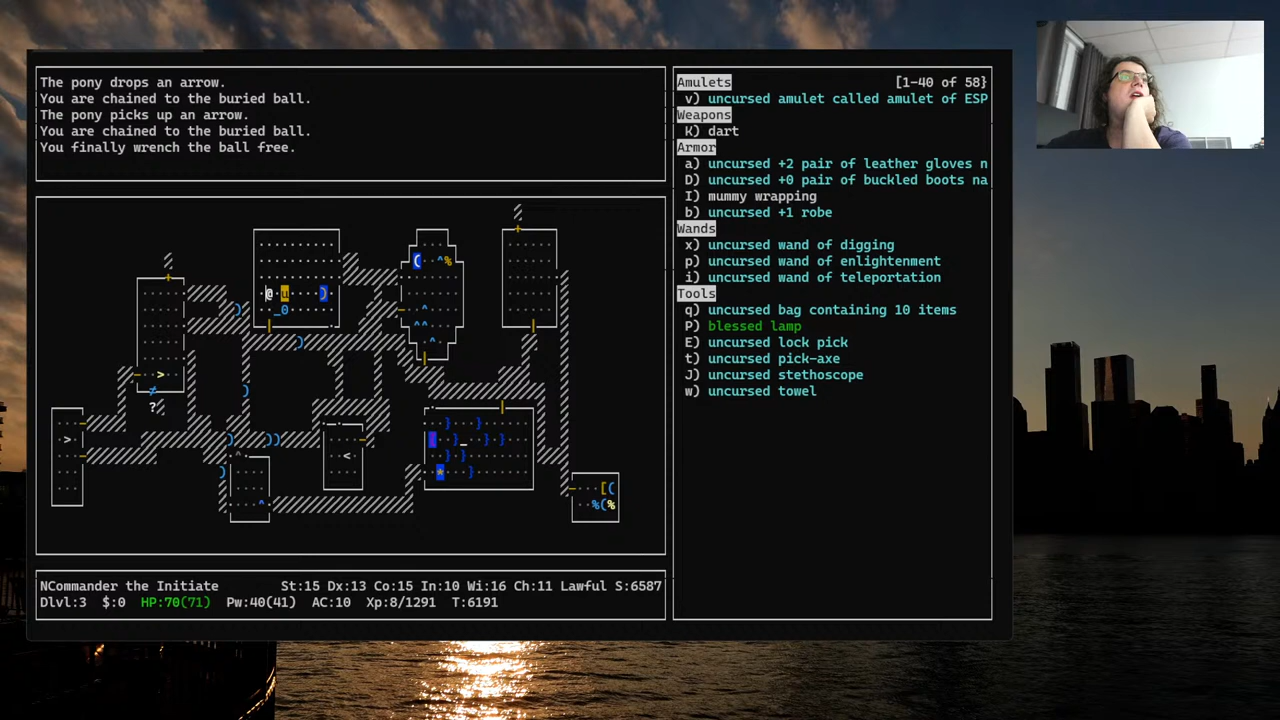 The pony drops an arrow.
You are chained to the buried ball.
The pony picks up an arrow.
You are chained to the buried ball.
You finally wrench the ball free.
Amulets [1-40 of 58}
v) uncursed amulet called amulet of ESP
Weapons
K) dart
Armor
a) uncursed +2 pair of leather gloves n
D) uncursed +0 pair of buckled boots na
I) mummy wrapping
b) uncursed +1 robe
Wands
x) uncursed wand of digging
p) uncursed wand of enlightenment
i) uncursed wand of teleportation
Tools
q) uncursed bag containing 10 items
P) blessed lamp
E) uncursed lock pick
t) uncursed pick-axe
J) uncursed stethoscope
w) uncursed towel
NCommander the Initiate St:15 Dx:13 Co:15 In:10 Wi:16 Ch:11 Lawful S:6587
Dlvl:3 $:0 HP:70(71) Pw:40(41) AC:10 Xp:8/1291 T:6191